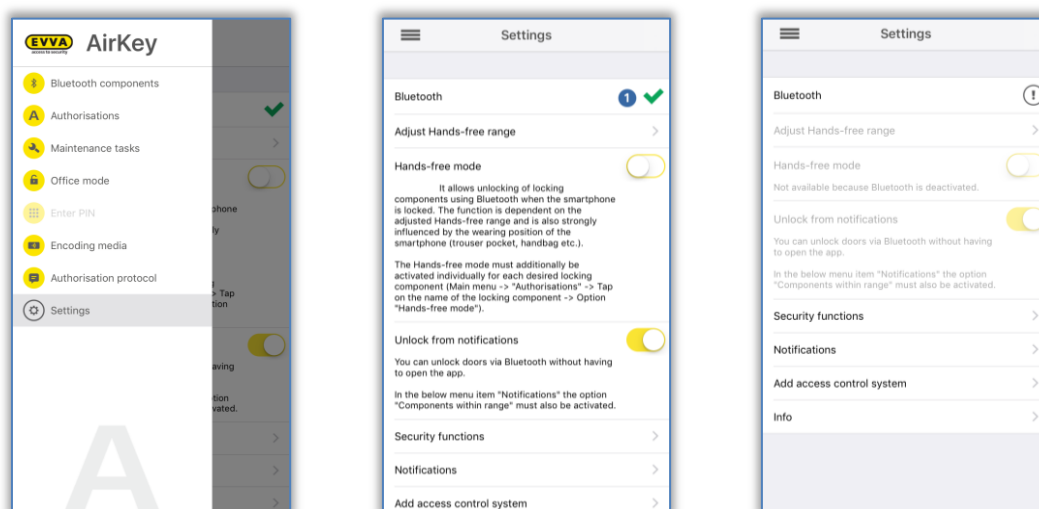 EVVA AirKey
access to security
Bluetooth components
A Authorisations
Maintenance tasks
Office mode
Enter PIN
Encoding media
Authorisation protocol
Settings
phone
ly
> Tap
tion
aving
tion
vated.
A
Settings
Bluetooth 1
Adjust Hands-free range
Hands-free mode
It allows unlocking of locking
components using Bluetooth when the smartphone
is locked. The function is dependent on the
adjusted Hands-free range and is also strongly
influenced by the wearing position of the
smartphone (trouser pocket, handbag etc.).
The Hands-free mode must additionally be
activated individually for each desired locking
component (Main menu -> "Authorisations" -> Tap
on the name of the locking component -> Option
"Hands-free mode").
Unlock from notifications
You can unlock doors via Bluetooth without having
to open the app.
In the below menu item "Notifications" the option
"Components within range" must also be activated.
Security functions
Notifications
Add access control system
Settings
Bluetooth !
Adjust Hands-free range
Hands-free mode
Not available because Bluetooth is deactivated.
Unlock from notifications
You can unlock doors via Bluetooth without having
to open the app.
In the below menu item "Notifications" the option
"Components within range" must also be activated.
Security functions
Notifications
Add access control system
Info